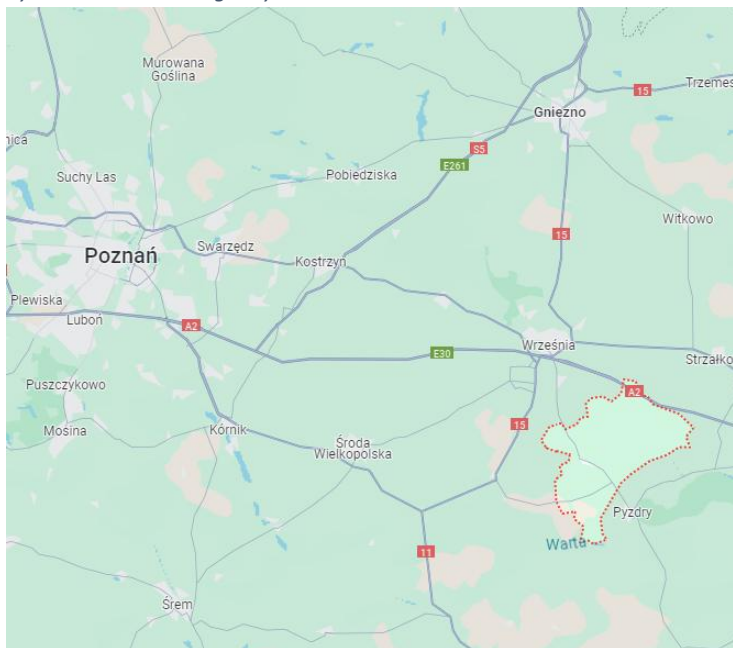 Murowana
Goślina
15
Trzemes
Gniezno
nica
S5
E261
Suchy Las
Pobiedziska
Witkowo
15
Swarzędz
Poznań
Kostrzyn
Plewiska
Luboń
A2
Września
E30
Strzałko
Puszczykowo
A2
Mosina
Kórnik
15
Środa
Wielkopolska
Pyzdry
Warta
11
Śrem